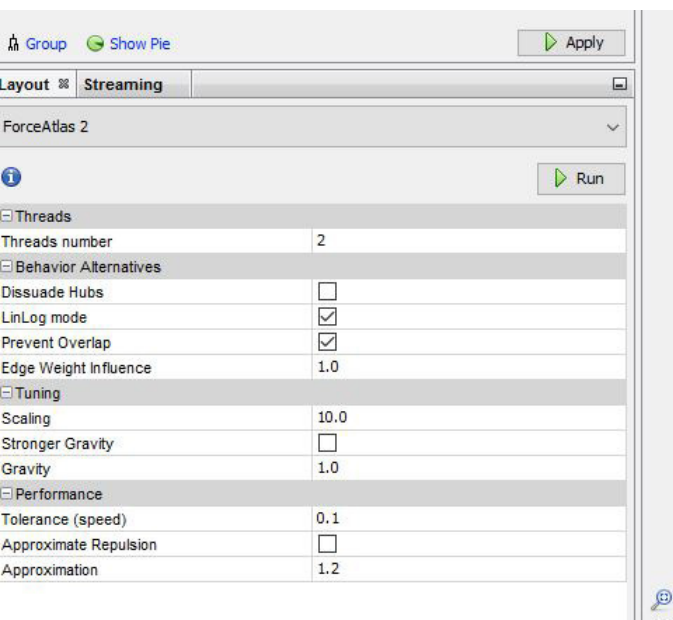 Group Show Pie Apply
Layout Streaming
ForceAtlas 2
Run
Threads
Threads number 2
Behavior Alternatives
Dissuade Hubs
LinLog mode
Prevent Overlap
Edge Weight Influence 1.0
Tuning
Scaling 10.0
Stronger Gravity
Gravity 1.0
Performance
Tolerance (speed) 0.1
Approximate Repulsion
Approximation 1.2